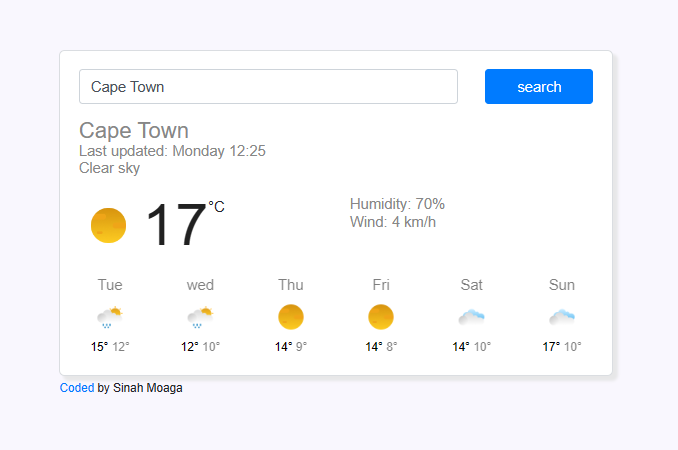 Cape Town
search
Cape Town
Last updated: Monday 12:25
Clear sky
17°C
Humidity: 70%
Wind: 4 km/h
Tue wed Thu Fri Sat Sun
15° 12° 12° 10° 14° 9° 14° 8° 14° 10° 17° 10°
Coded by Sinah Moaga